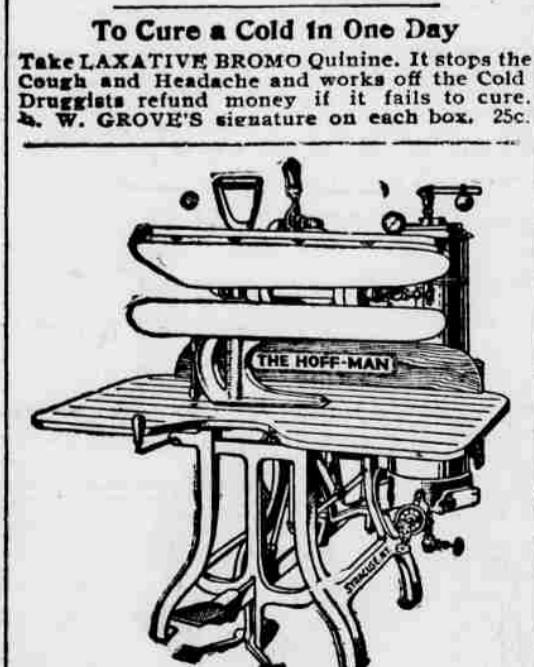 To Cure a Cold in One Day
Take LAXATIVE BROMO Quinine. It stops the
Cough and Headache and works off the Cold
Druggists refund money if it fails to cure.
W. GROVE'S signature on each box. 25c.
THE HOFF-MAN
SYRACUSE N.Y.